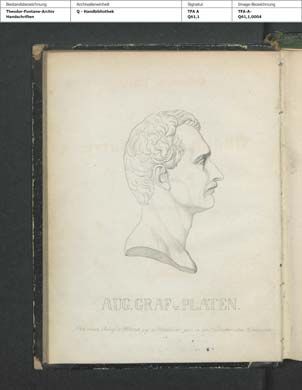 Bestandsbezeichnung Archivalieneinheit Signatur Image-Bezeichnung
Theodor-Fontane-Archiv Q - Handbibliothek TFA A TFA-A-
Handschriften Q51,1 Q51,1,0004
AUG. GRAF v. PLATEN.